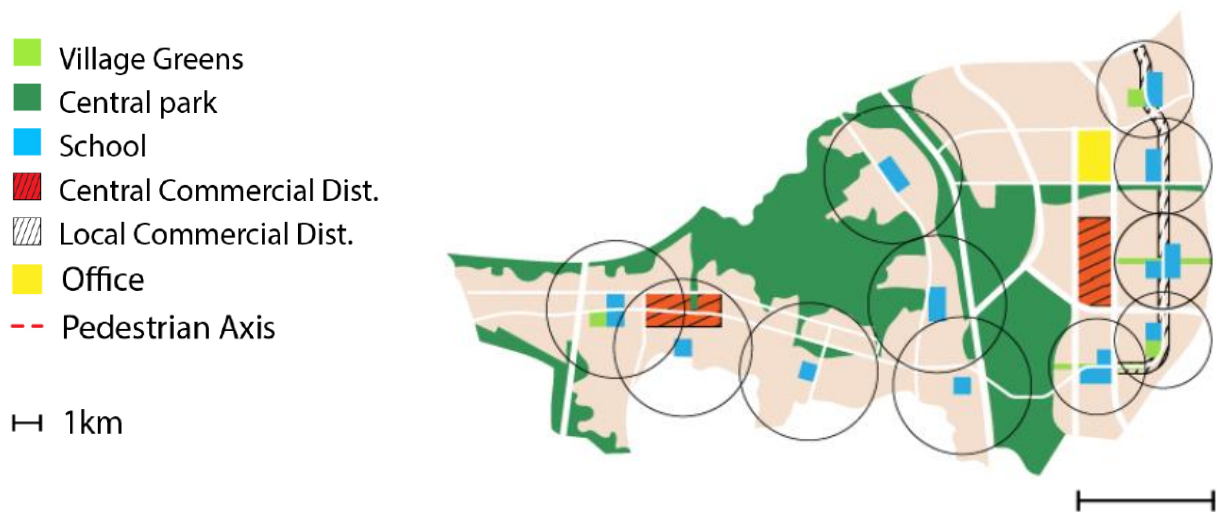 Village Greens
Central park
School
Central Commercial Dist.
Local Commercial Dist.
Office
Pedestrian Axis
1km